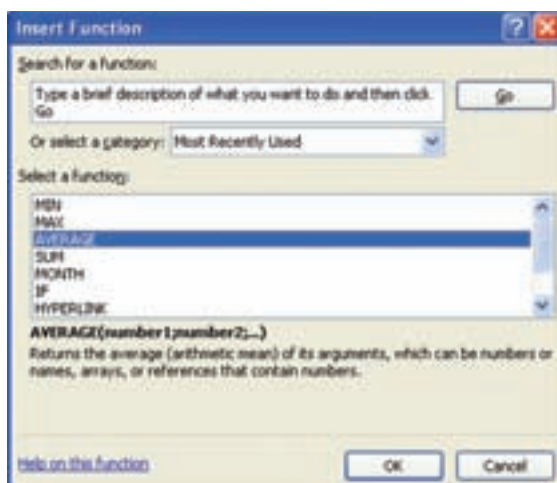 Insert Function
Search for a function:
Type a brief description of what you want to do and then click
Go
Go
Or select a category: Most Recently Used
Select a function:
MIN
MAX
AVERAGE
SUM
MONTH
IF
HYPERLINK
AVERAGE(number1;number2;...)
Returns the average (arithmetic mean) of its arguments, which can be numbers or
names, arrays, or references that contain numbers.
Help on this function
OK
Cancel